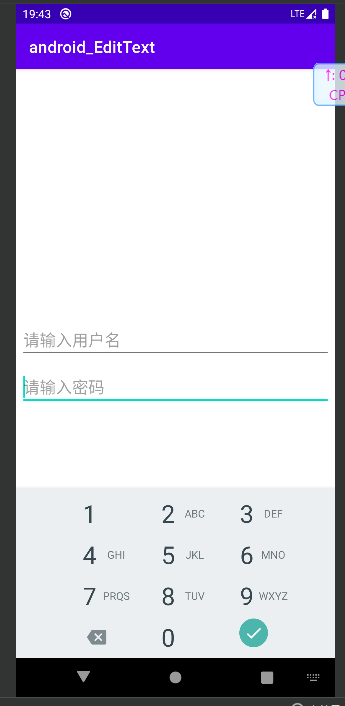 19:43 LTE
android_EditText
↑: 0
CP
请输入用户名
请输入密码
1 2 ABC 3 DEF
4 GHI 5 JKL 6 MNO
7 PRQS 8 TUV 9 WXYZ
0